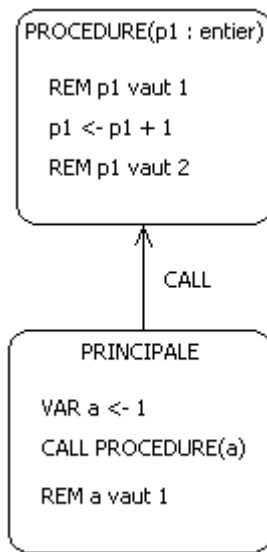 PROCEDURE(p1 : entier)
REM p1 vaut 1
p1 <- p1 + 1
REM p1 vaut 2
CALL
PRINCIPALE
VAR a <- 1
CALL PROCEDURE(a)
REM a vaut 1